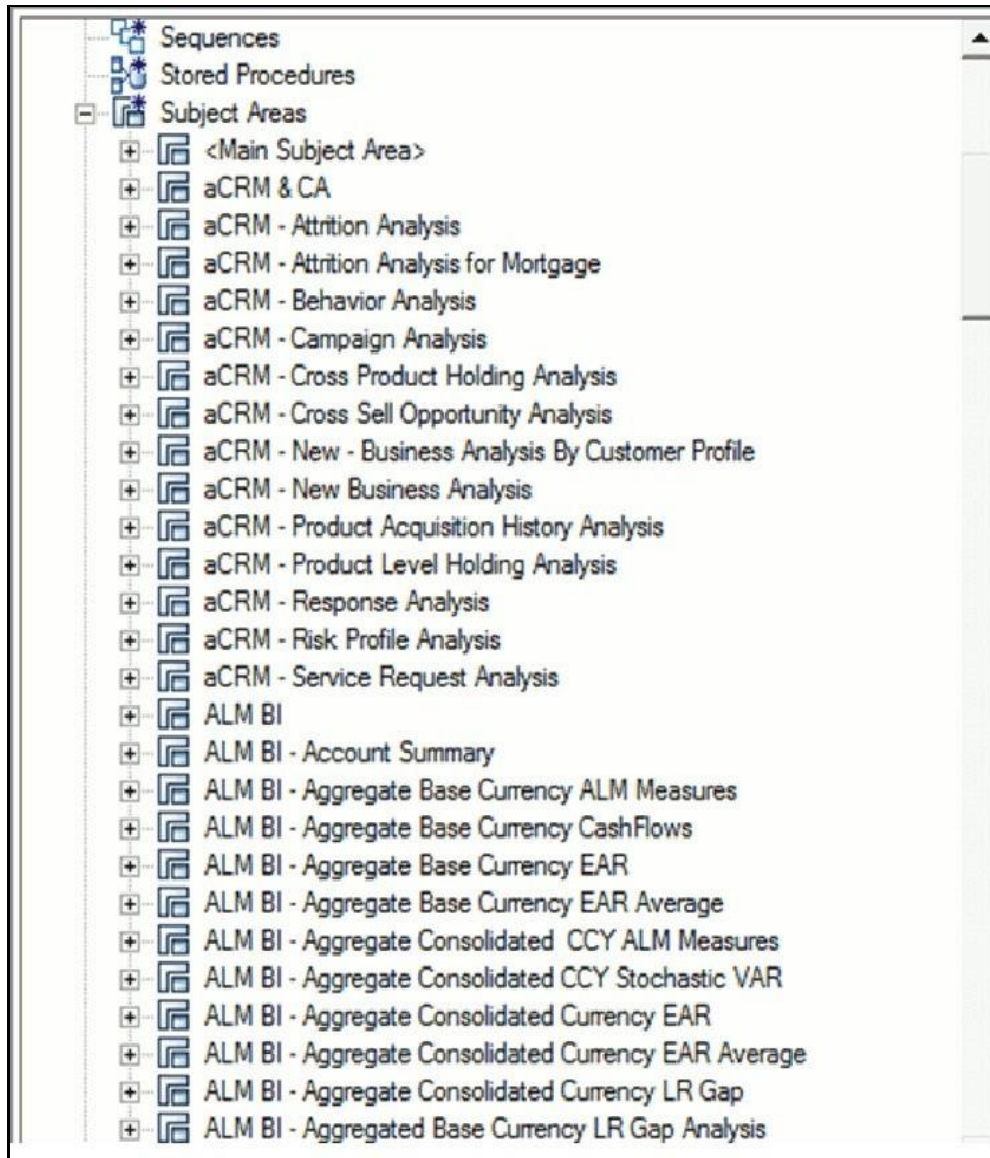 Sequences
Stored Procedures
Subject Areas
<Main Subject Area>
aCRM & CA
aCRM - Attrition Analysis
aCRM - Attrition Analysis for Mortgage
aCRM - Behavior Analysis
aCRM - Campaign Analysis
aCRM - Cross Product Holding Analysis
aCRM - Cross Sell Opportunity Analysis
aCRM - New - Business Analysis By Customer Profile
aCRM - New Business Analysis
aCRM - Product Acquisition History Analysis
aCRM - Product Level Holding Analysis
aCRM - Response Analysis
aCRM - Risk Profile Analysis
aCRM - Service Request Analysis
ALM BI
ALM BI - Account Summary
ALM BI - Aggregate Base Currency ALM Measures
ALM BI - Aggregate Base Currency CashFlows
ALM BI - Aggregate Base Currency EAR
ALM BI - Aggregate Base Currency EAR Average
ALM BI - Aggregate Consolidated  CCY ALM Measures
ALM BI - Aggregate Consolidated CCY Stochastic VAR
ALM BI - Aggregate Consolidated Currency EAR
ALM BI - Aggregate Consolidated Currency EAR Average
ALM BI - Aggregate Consolidated Currency LR Gap
ALM BI - Aggregated Base Currency LR Gap Analysis